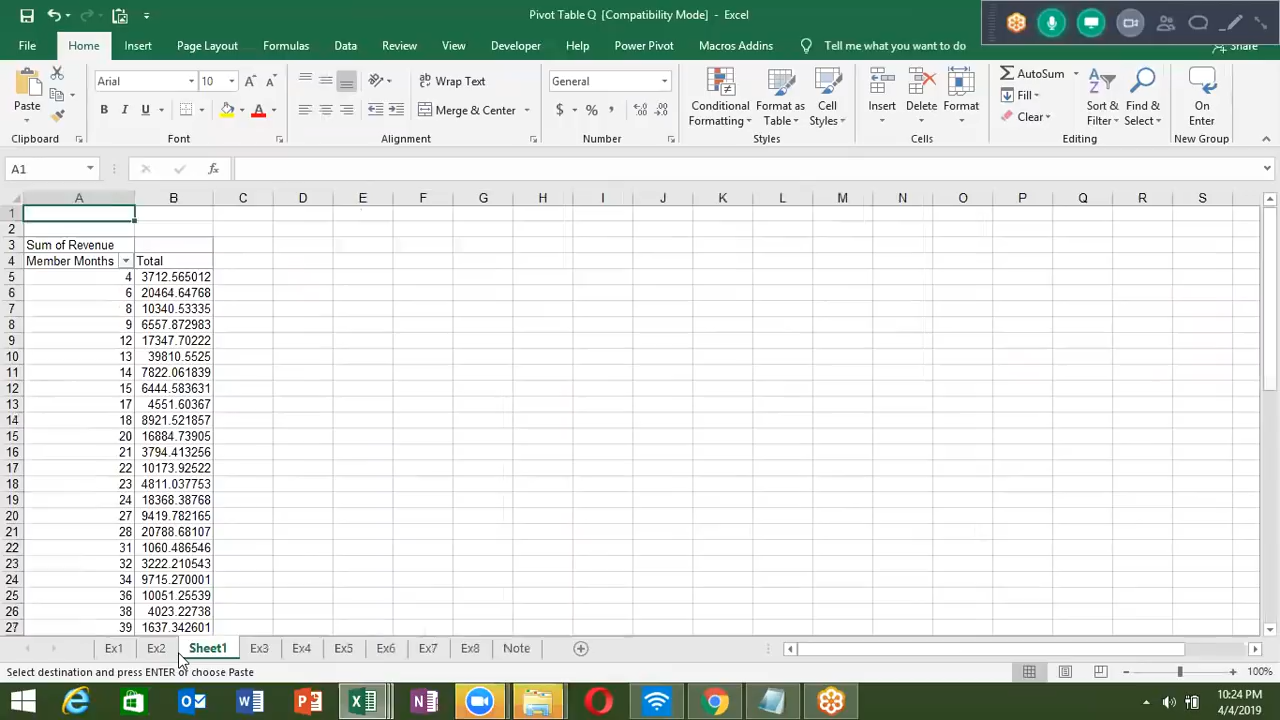 Pivot Table Q [Compatibility Mode] - Excel
File Home Insert Page Layout Formulas Data Review View Developer Help Power Pivot Macros Addins Tell me what you want to do Share
Paste
Clipboard
Arial 10
B I U
Font
Wrap Text
Merge & Center
Alignment
General
$ % ,
Number
Conditional Formatting
Format as Table
Cell Styles
Styles
Insert Delete Format
Cells
AutoSum
Fill
Clear
Sort & Filter
Find & Select
Editing
On Enter
New Group
A1 fx
A B C D E F G H I J K L M N O P Q R S
1
2
3 Sum of Revenue
4 Member Months Total
5 4 3712.565012
6 6 20464.64768
7 8 10340.53335
8 9 6557.872983
9 12 17347.70222
10 13 39810.5525
11 14 7822.061839
12 15 6444.583631
13 17 4551.60367
14 18 8921.521857
15 20 16884.73905
16 21 3794.413256
17 22 10173.92522
18 23 4811.037753
19 24 18368.38768
20 27 9419.782165
21 28 20788.68107
22 31 1060.486546
23 32 3222.210543
24 34 9715.270001
25 36 10051.25539
26 38 4023.22738
27 39 1637.342601
Ex1 Ex2 Sheet1 Ex3 Ex4 Ex5 Ex6 Ex7 Ex8 Note
Select destination and press ENTER or choose Paste 100%
10:24 PM
4/4/2019